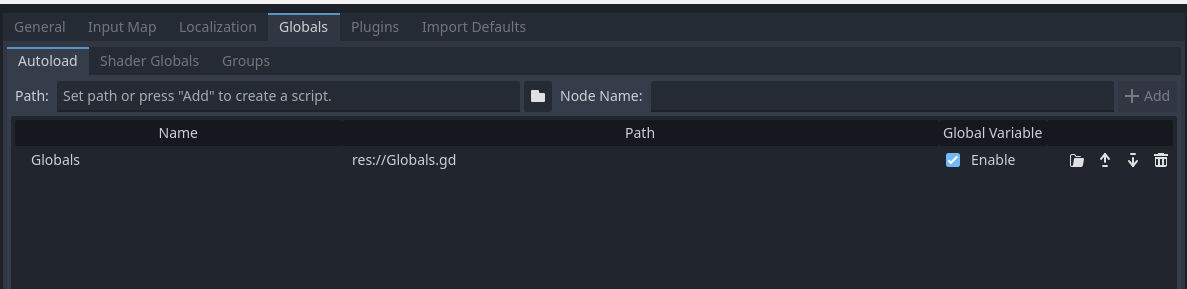 General Input Map Localization Globals Plugins Import Defaults
Autoload Shader Globals Groups
Path: Set path or press "Add" to create a script. Node Name: Add
Name Path Global Variable
Globals res://Globals.gd Enable